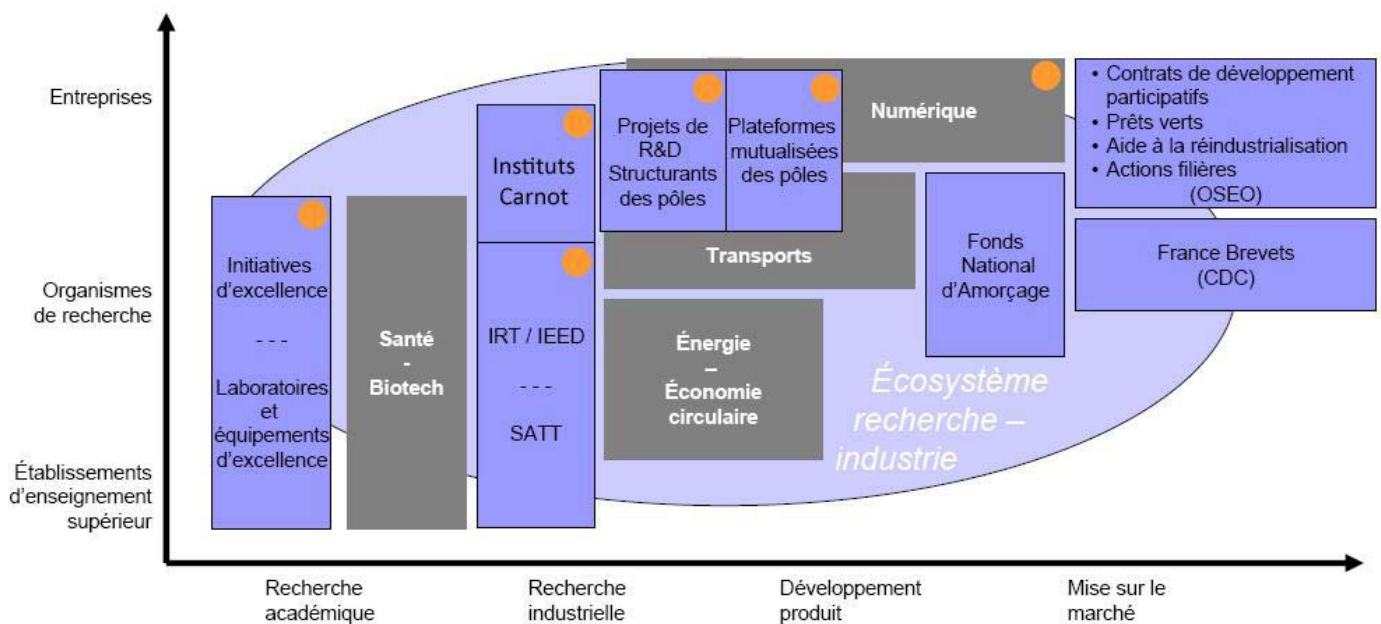 Entreprises
Organismes
de recherche
Établissements
d'enseignement
supérieur
Initiatives
d'excellence
- - -
Laboratoires
et
équipements
d'excellence
Santé
-
Biotech
Instituts
Carnot
IRT / IEED
- - -
SATT
Projets de
R&D
Structurants
des pôles
Plateformes
mutualisées
des pôles
Numérique
Transports
Énergie
–
Économie
circulaire
Fonds
National
d'Amorçage
Écosystème
recherche –
industrie
• Contrats de développement
participatifs
• Prêts verts
• Aide à la réindustrialisation
• Actions filières
(OSEO)
France Brevets
(CDC)
Recherche
académique
Recherche
industrielle
Développement
produit
Mise sur le
marché